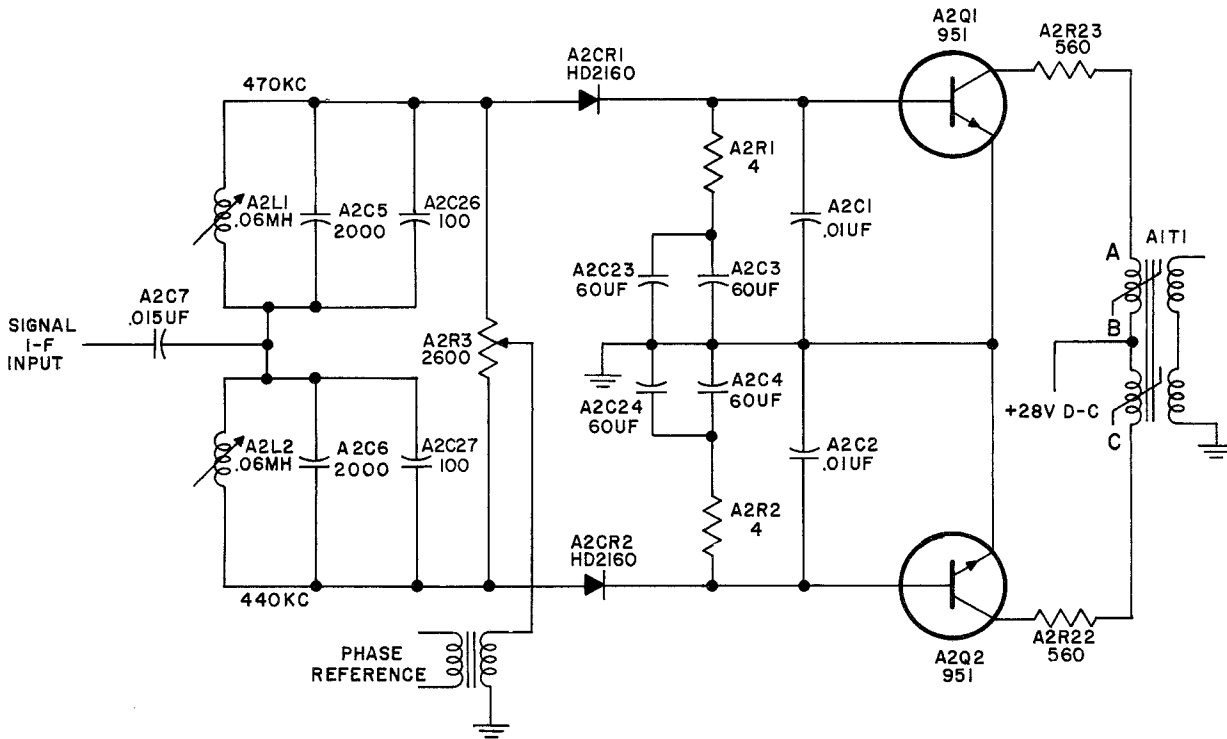 A2Q1
951
A2R23
560
A2CR1
HD2160
470KC
A2R1
4
A2L1
.06MH
A2C5
2000
A2C26
100
A2C1
.01UF
A1T1
A
A2C23
60UF
A2C3
60UF
A2C7
.015UF
SIGNAL
I-F
INPUT
A2R3
2600
B
A2C24
60UF
A2C4
60UF
+28V D-C
C
A2L2
.06MH
A2C6
2000
A2C27
100
A2C2
.01UF
A2R2
4
A2CR2
HD2160
440KC
PHASE
REFERENCE
A2R22
560
A2Q2
951